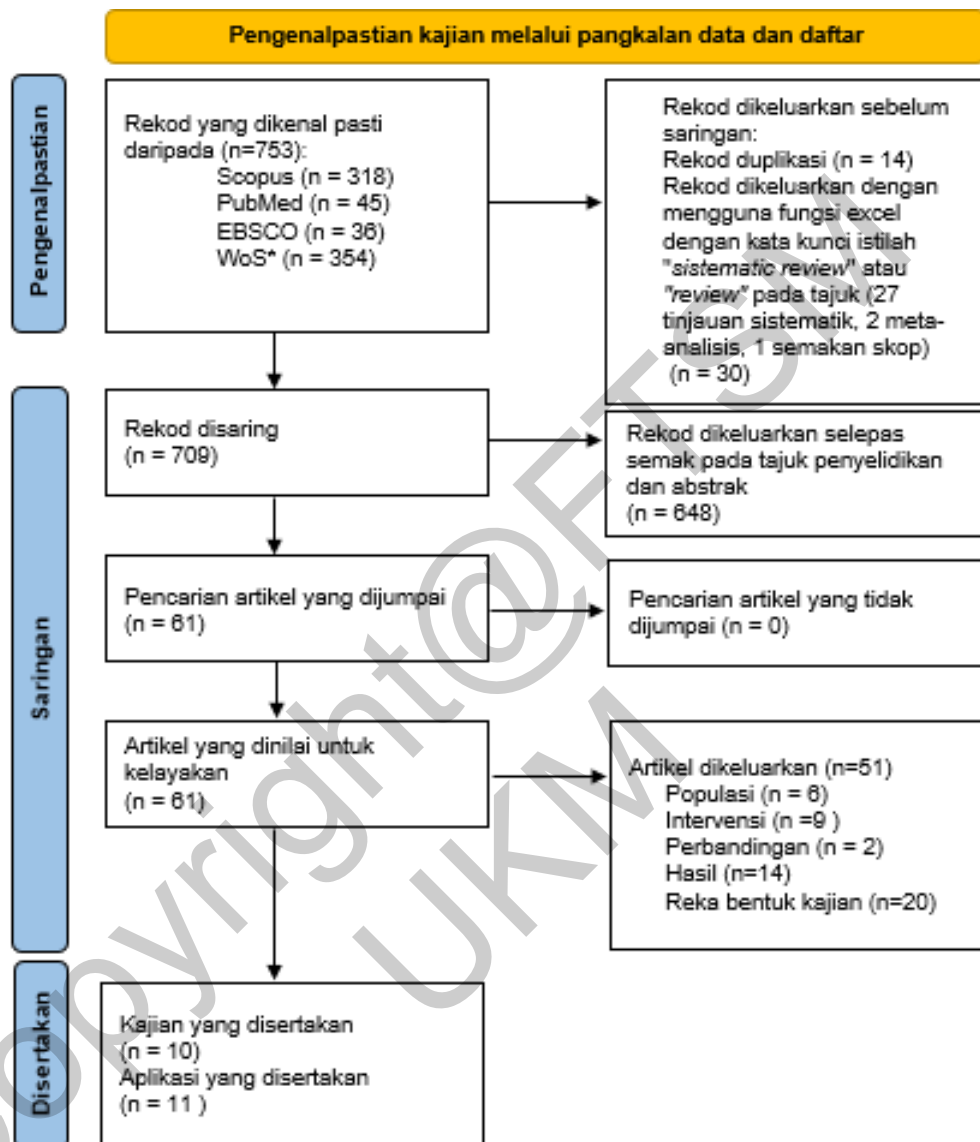 Pengenalpastian kajian melalui pangkalan data dan daftar
Pengenalpastian
Rekod yang dikenal pasti
daripada (n=753):
Scopus (n = 318)
PubMed (n = 45)
EBSCO (n = 36)
WoS* (n = 354)
Rekod dikeluarkan sebelum
saringan:
Rekod duplikasi (n = 14)
Rekod dikeluarkan dengan
mengguna fungsi excel
dengan kata kunci istilah
"sistematic review" atau
"review" pada tajuk (27
tinjauan sistematik, 2 meta-
analisis, 1 semakan skop)
(n = 30)
Saringan
Rekod disaring
(n = 709)
Rekod dikeluarkan selepas
semak pada tajuk penyelidikan
dan abstrak
(n = 648)
Pencarian artikel yang dijumpai
(n = 61)
Pencarian artikel yang tidak
dijumpai (n = 0)
Artikel yang dinilai untuk
kelayakan
(n = 61)
Artikel dikeluarkan (n=51)
Populasi (n = 6)
Intervensi (n =9 )
Perbandingan (n = 2)
Hasil (n=14)
Reka bentuk kajian (n=20)
Disertakan
Kajian yang disertakan
(n = 10)
Aplikasi yang disertakan
(n = 11 )
opyright@FTSM
UKM